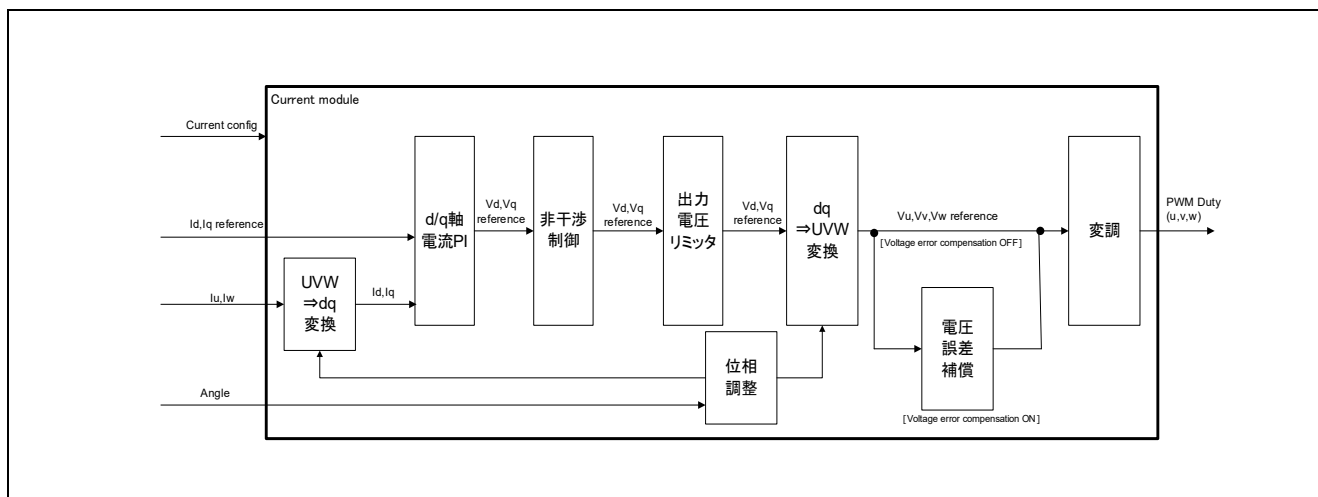 Current module
Current config
Id,Iq reference
Iu,Iw
Angle
UVW
⇒dq
変換
Id,Iq
d/q軸
電流PI
Vd,Vq
reference
非干渉
制御
Vd,Vq
reference
出力
電圧
リミッタ
Vd,Vq
reference
dq
⇒UVW
変換
位相
調整
Vu,Vv,Vw reference
[Voltage error compensation OFF]
電圧
誤差
補償
[Voltage error compensation ON]
変調
PWM Duty
(u,v,w)